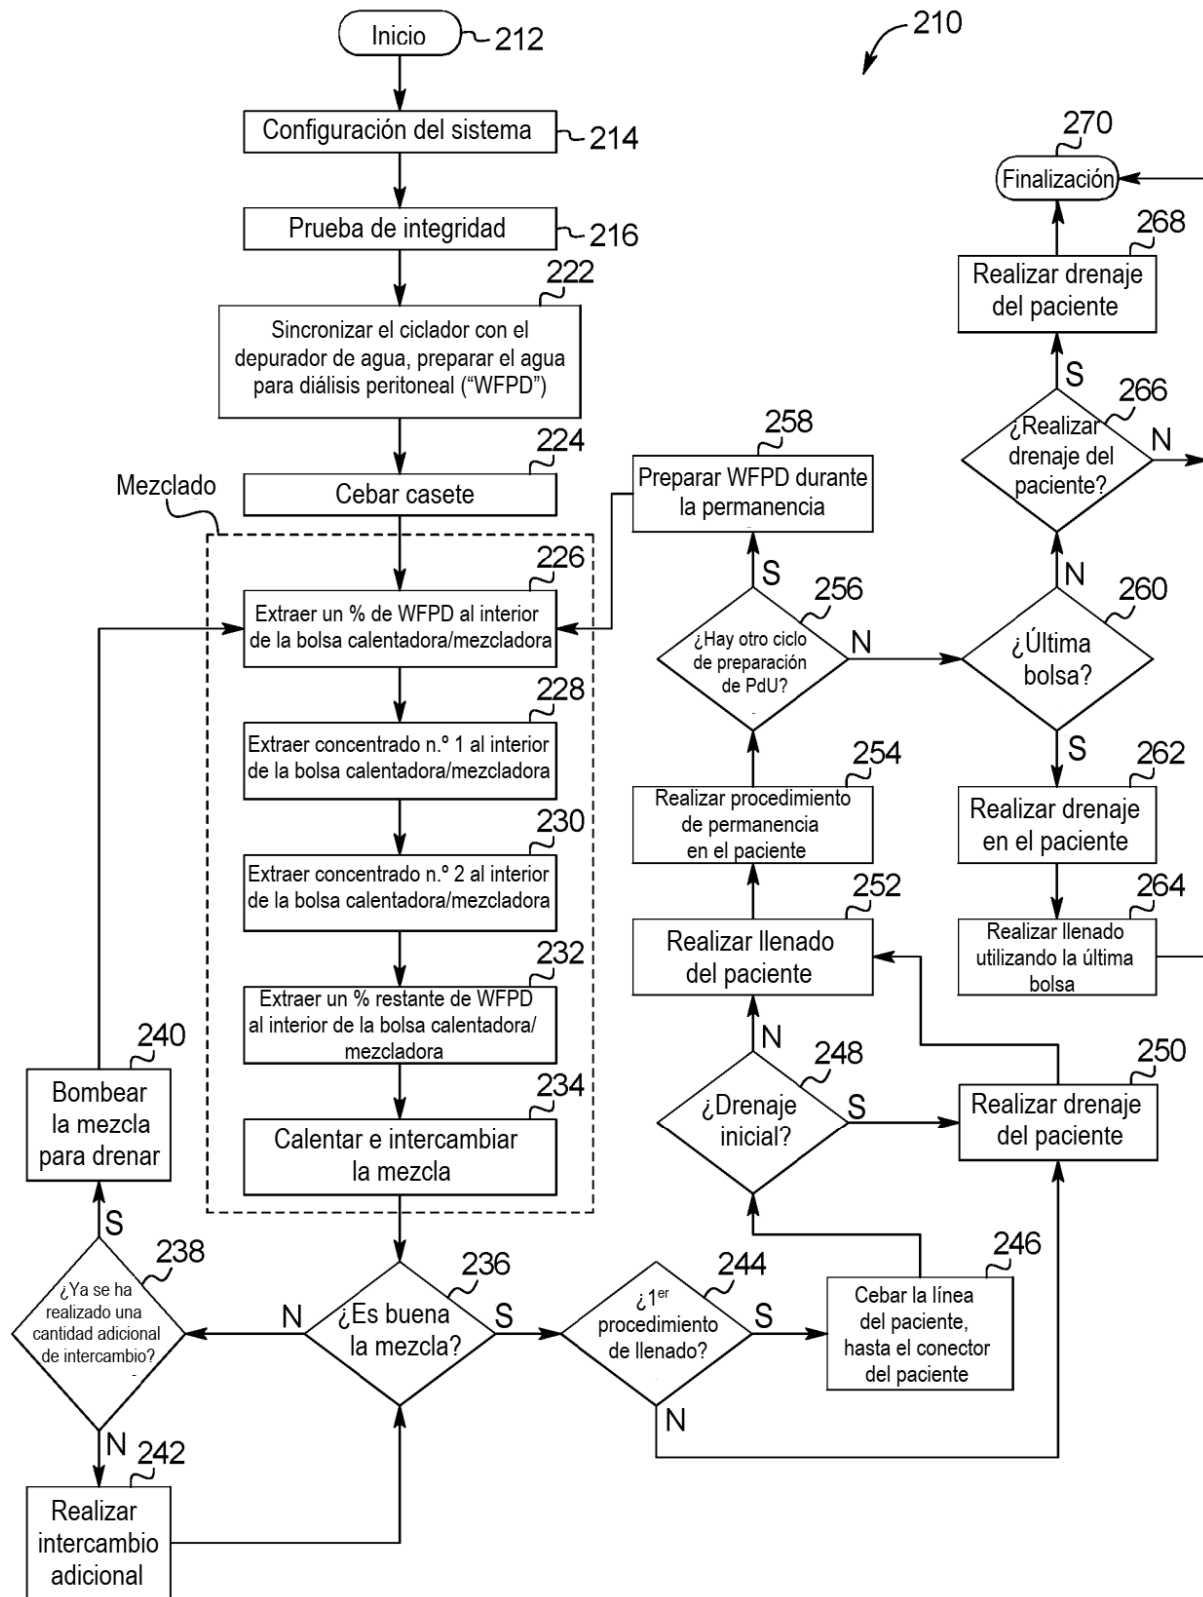 210
Inicio
212
Configuración del sistema
214
Prueba de integridad
216
222
Sincronizar el ciclador con el
depurador de agua, preparar el agua
para diálisis peritoneal (“WFPD”)
224
Cebar casete
Mezclado
226
Extraer un % de WFPD al interior
de la bolsa calentadora/mezcladora
228
Extraer concentrado n.º 1 al interior
de la bolsa calentadora/mezcladora
230
Extraer concentrado n.º 2 al interior
de la bolsa calentadora/mezcladora
232
Extraer un % restante de WFPD
al interior de la bolsa calentadora/
mezcladora
234
Calentar e intercambiar
la mezcla
236
¿Es buena
la mezcla?
N
S
238
¿Ya se ha
realizado una
cantidad adicional
de intercambio?
S
N
240
Bombear
la mezcla
para drenar
242
Realizar
intercambio
adicional
244
¿1er
procedimiento
de llenado?
S
N
246
Cebar la línea
del paciente,
hasta el conector
del paciente
248
¿Drenaje
inicial?
N
S
250
Realizar drenaje
del paciente
252
Realizar llenado
del paciente
254
Realizar procedimiento
de permanencia
en el paciente
256
¿Hay otro ciclo
de preparación
de PdU?
S
N
258
Preparar WFPD durante
la permanencia
260
¿Última
bolsa?
N
S
262
Realizar drenaje
en el paciente
264
Realizar llenado
utilizando la última
bolsa
266
¿Realizar
drenaje del
paciente?
S
N
268
Realizar drenaje
del paciente
270
Finalización